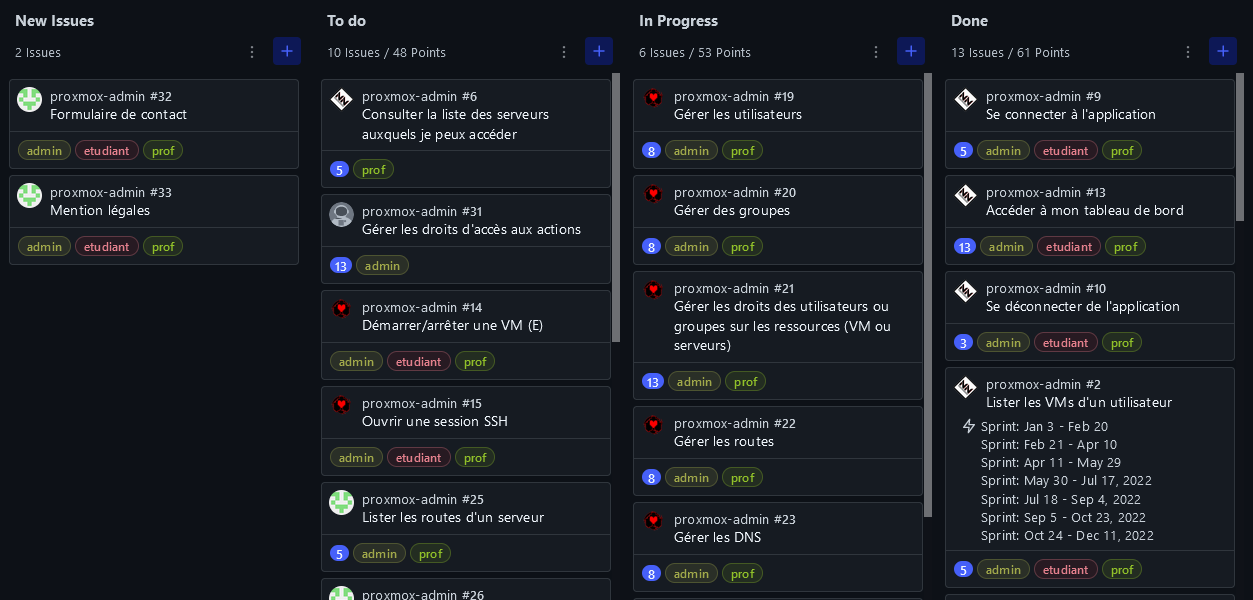 New Issues
2 Issues
proxmox-admin #32
Formulaire de contact
admin etudiant prof
proxmox-admin #33
Mention légales
admin etudiant prof
To do
10 Issues / 48 Points
proxmox-admin #6
Consulter la liste des serveurs
auxquels je peux accéder
5 prof
proxmox-admin #31
Gérer les droits d'accès aux actions
13 admin
proxmox-admin #14
Démarrer/arrêter une VM (E)
admin etudiant prof
proxmox-admin #15
Ouvrir une session SSH
admin etudiant prof
proxmox-admin #25
Lister les routes d'un serveur
5 admin prof
proxmox-admin #26
In Progress
6 Issues / 53 Points
proxmox-admin #19
Gérer les utilisateurs
8 admin prof
proxmox-admin #20
Gérer des groupes
8 admin prof
proxmox-admin #21
Gérer les droits des utilisateurs ou
groupes sur les ressources (VM ou
serveurs)
13 admin prof
proxmox-admin #22
Gérer les routes
8 admin prof
proxmox-admin #23
Gérer les DNS
8 admin prof
Done
13 Issues / 61 Points
proxmox-admin #9
Se connecter à l'application
5 admin etudiant prof
proxmox-admin #13
Accéder à mon tableau de bord
13 admin etudiant prof
proxmox-admin #10
Se déconnecter de l'application
3 admin etudiant prof
proxmox-admin #2
Lister les VMs d'un utilisateur
Sprint: Jan 3 - Feb 20
Sprint: Feb 21 - Apr 10
Sprint: Apr 11 - May 29
Sprint: May 30 - Jul 17, 2022
Sprint: Jul 18 - Sep 4, 2022
Sprint: Sep 5 - Oct 23, 2022
Sprint: Oct 24 - Dec 11, 2022
5 admin etudiant prof